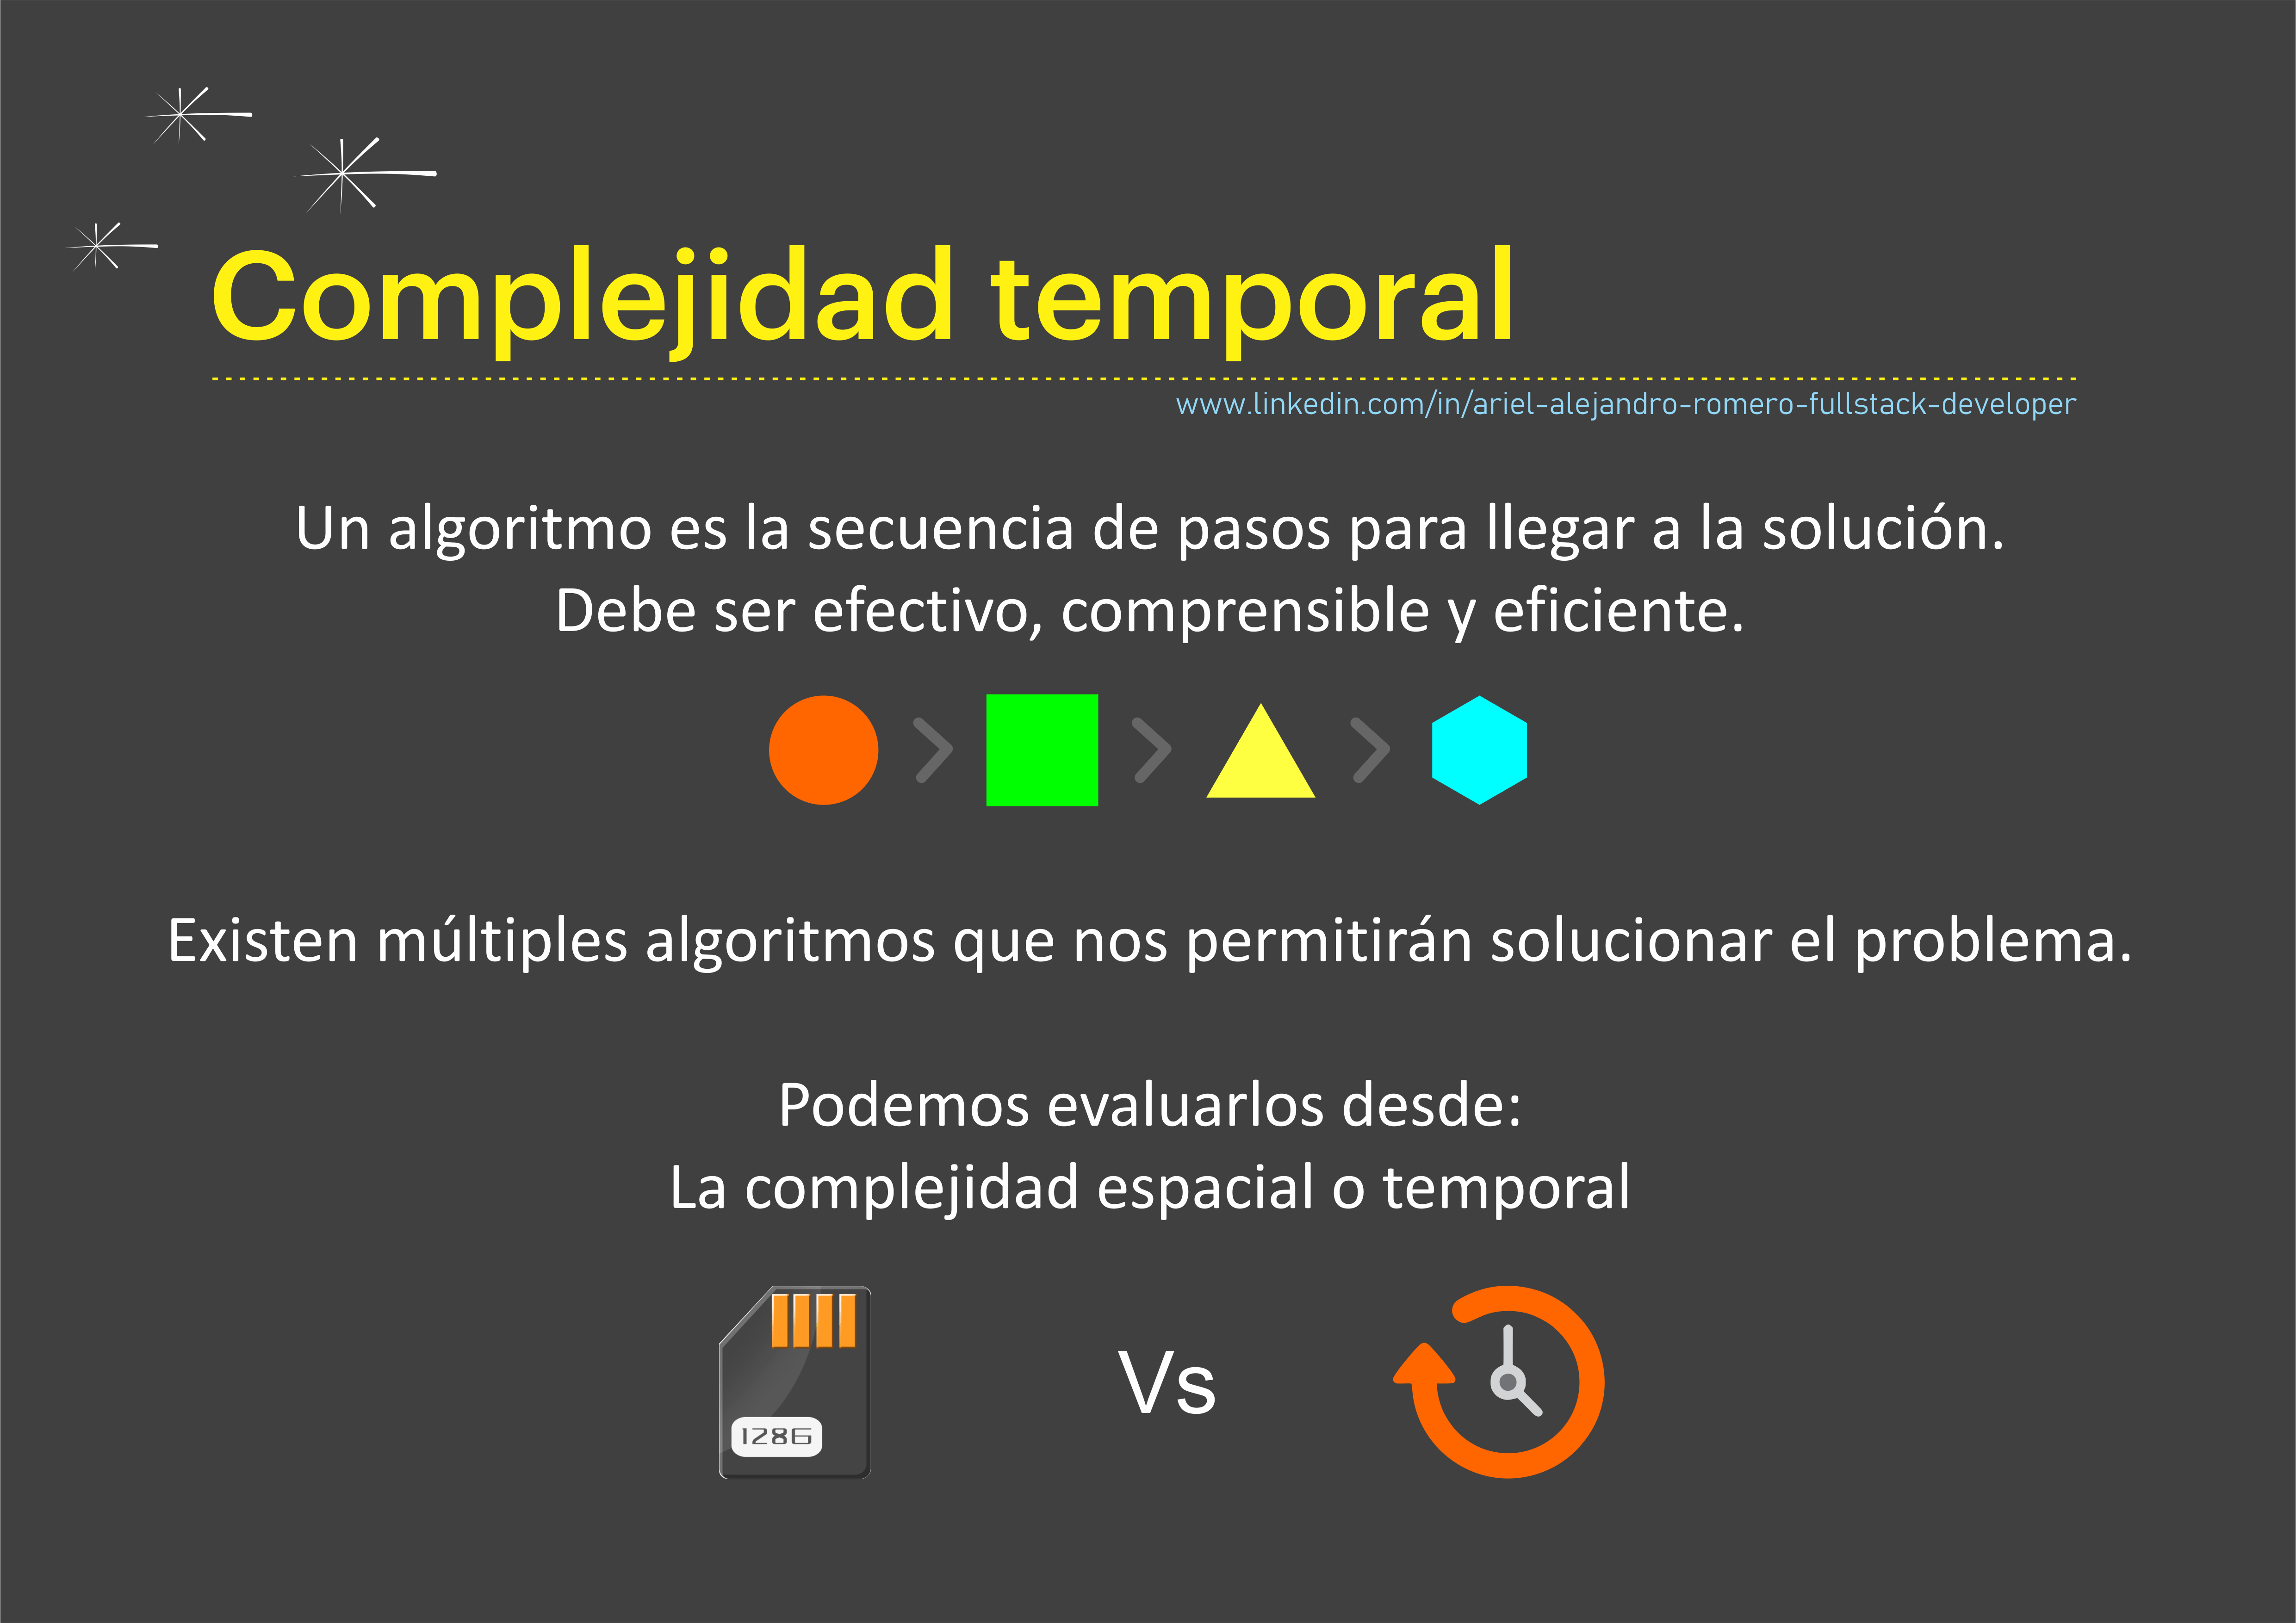 Complejidad temporal
www.linkedin.com/in/ariel-alejandro-romero-fullstack-developer
Un algoritmo es la secuencia de pasos para llegar a la solución.
Debe ser efectivo, comprensible y eficiente.
Existen múltiples algoritmos que nos permitirán solucionar el problema.
Podemos evaluarlos desde:
La complejidad espacial o temporal
128G
Vs